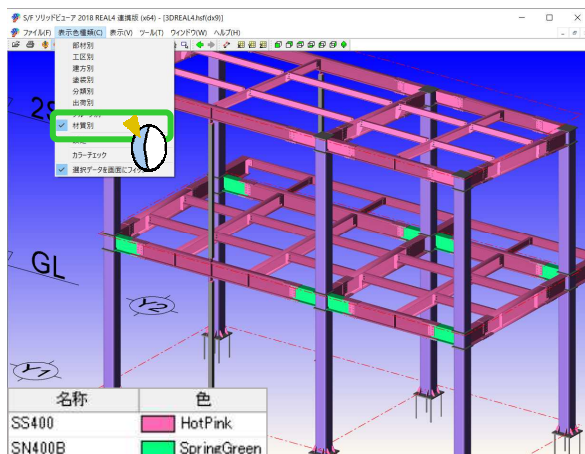 S/F ソリッドビューア 2018 REAL4 連携版 (x64) - [3DREAL4.hsf(dx9)]
ファイル(F) 表示色種類(C) 表示(V) ツール(T) ウィンドウ(W) ヘルプ(H)
部材別
工区別
建方別
塗装別
分類別
出荷別
材質別
カラーチェック
選択データを画面にフィッ
GL
Y2
Y1
名称 色
SS400 HotPink
SN400B SpringGreen